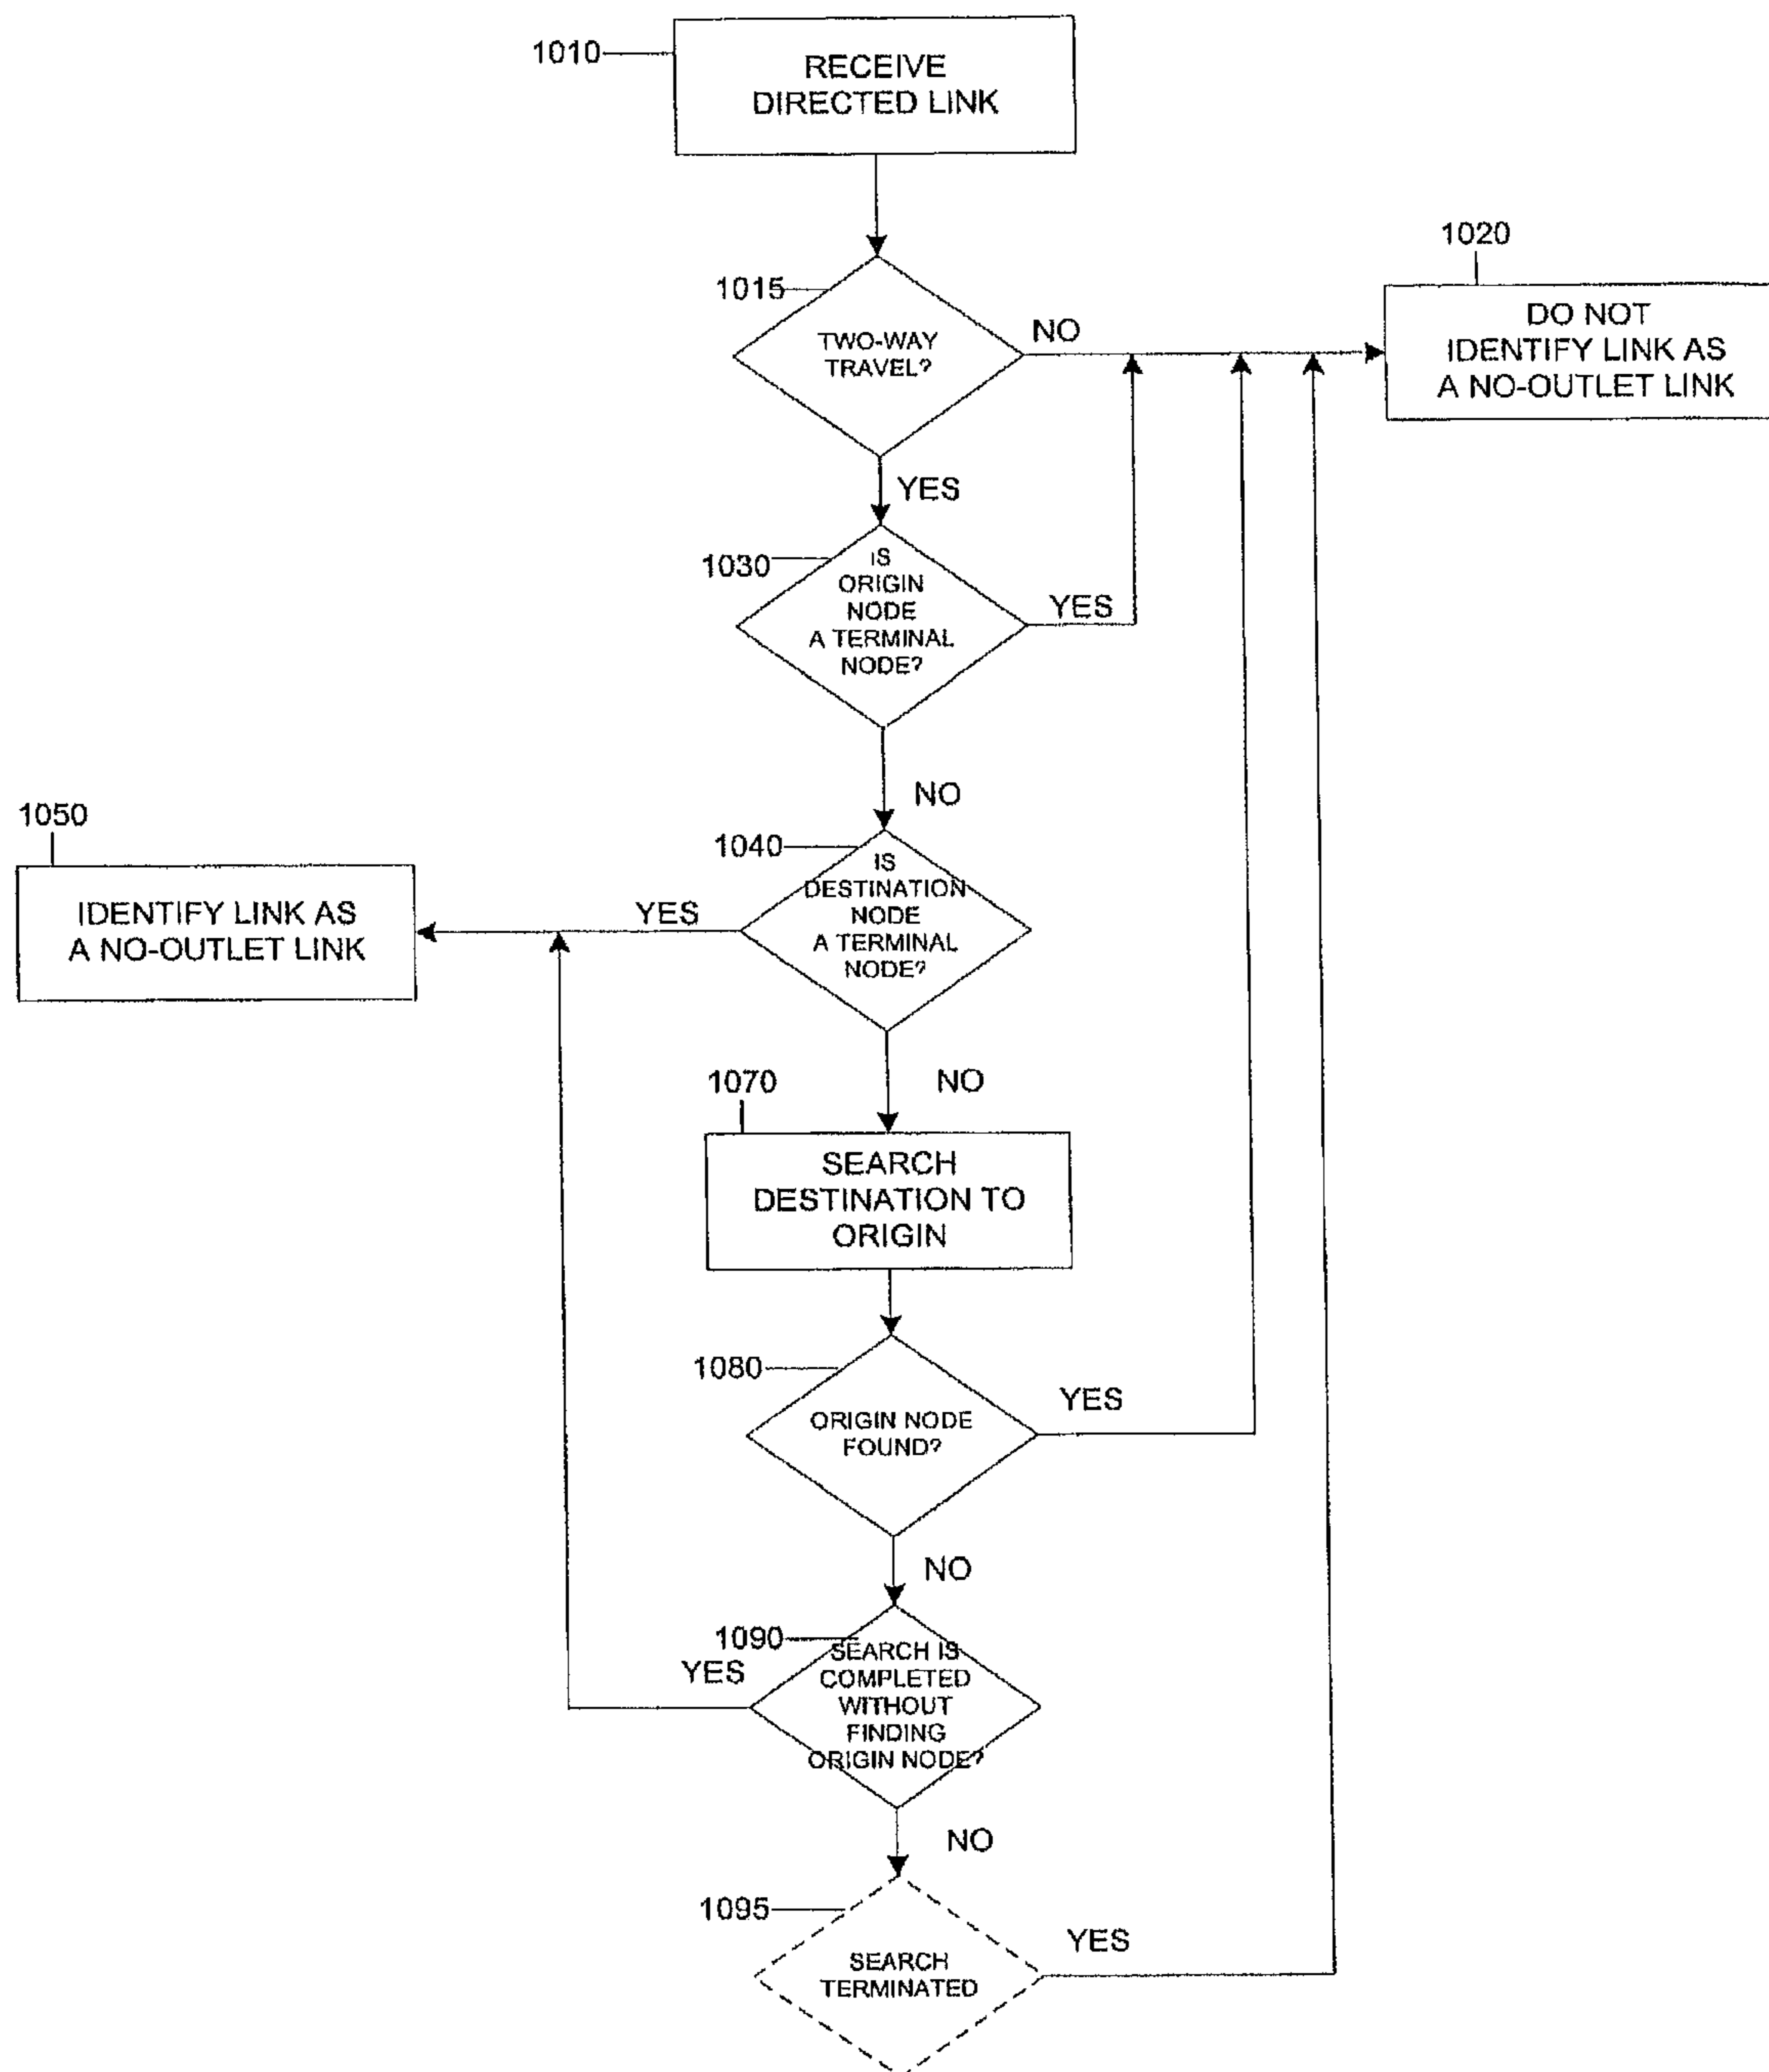 1010
RECEIVE
DIRECTED LINK
1015
TWO-WAY
TRAVEL?
NO
1020
DO NOT
IDENTIFY LINK AS
A NO-OUTLET LINK
YES
1030
IS
ORIGIN
NODE
A TERMINAL
NODE?
YES
NO
1050
IDENTIFY LINK AS
A NO-OUTLET LINK
1040
IS
DESTINATION
NODE
A TERMINAL
NODE?
YES
NO
1070
SEARCH
DESTINATION TO
ORIGIN
1080
ORIGIN NODE
FOUND?
YES
NO
1090
SEARCH IS
COMPLETED
WITHOUT
FINDING
ORIGIN NODE?
YES
NO
1095
SEARCH
TERMINATED
YES